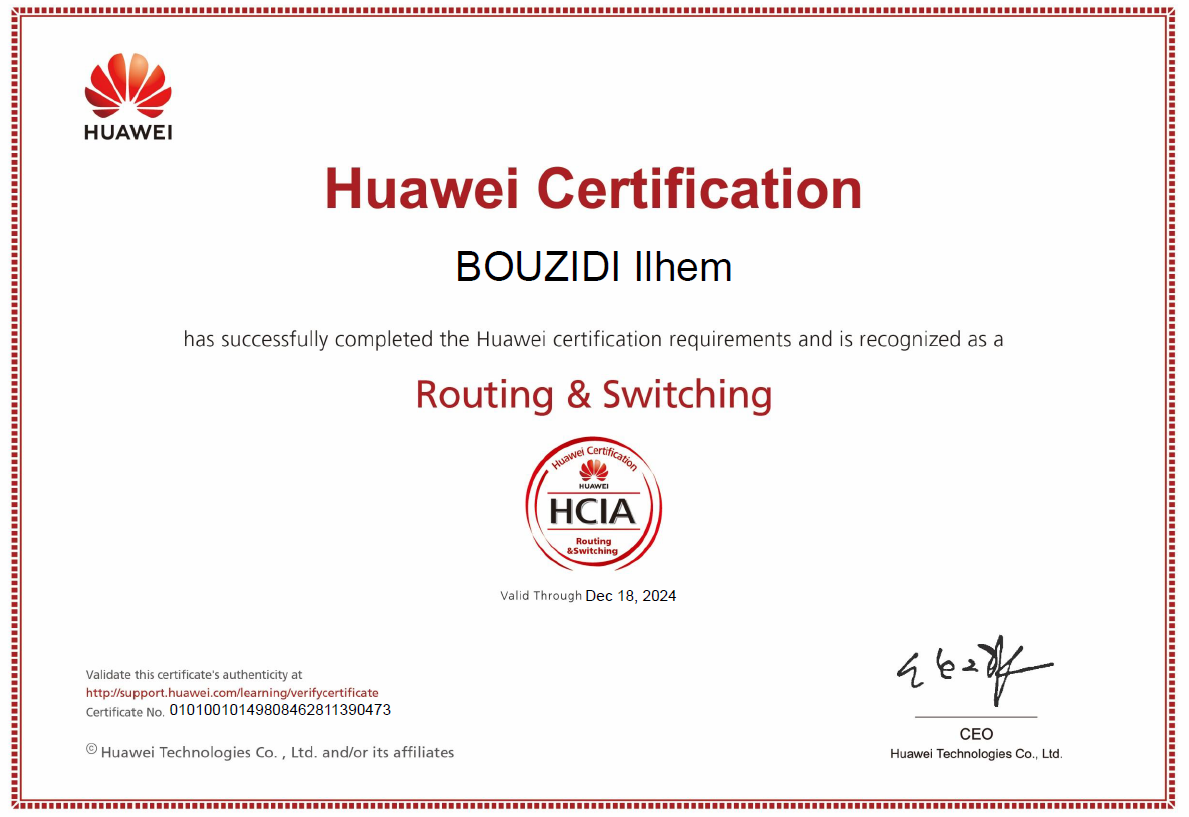 HUAWEI
Huawei Certification
BOUZIDI Ilhem
has successfully completed the Huawei certification requirements and is recognized as a
Routing & Switching
Huawei Certification
HUAWEI
HCIA
Routing
&Switching
Valid Through Dec 18, 2024
Validate this certificate's authenticity at
http://support.huawei.com/learning/verifycertificate
Certificate No. 01010010149808462811390473
© Huawei Technologies Co. , Ltd. and/or its affiliates
CEO
Huawei Technologies Co., Ltd.